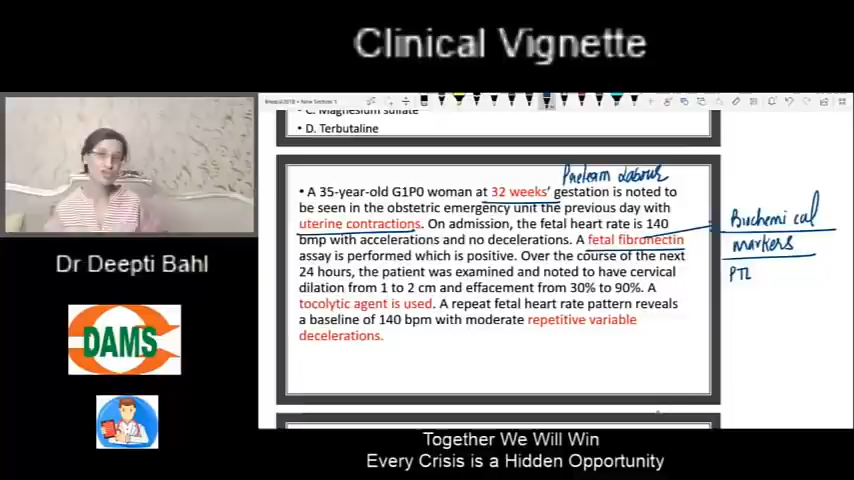 Clinical Vignette
C. Magnesium sulfate
• D. Terbutaline
Preterm Labour
• A 35-year-old G1P0 woman at 32 weeks' gestation is noted to
be seen in the obstetric emergency unit the previous day with
uterine contractions. On admission, the fetal heart rate is 140
bmp with accelerations and no decelerations. A fetal fibronectin
assay is performed which is positive. Over the course of the next
24 hours, the patient was examined and noted to have cervical
dilation from 1 to 2 cm and effacement from 30% to 90%. A
tocolytic agent is used. A repeat fetal heart rate pattern reveals
a baseline of 140 bpm with moderate repetitive variable
decelerations.
Biochemical
markers
PTL
Dr Deepti Bahl
DAMS
Together We Will Win
Every Crisis is a Hidden Opportunity